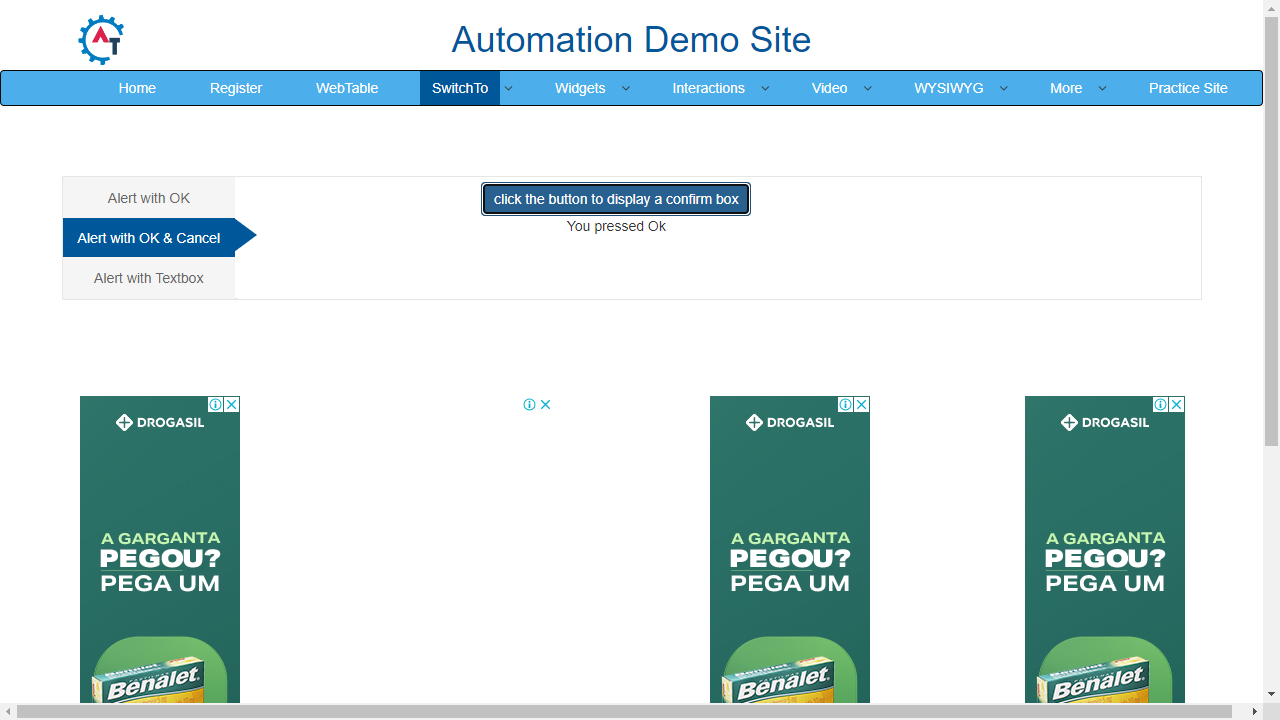 AT
Automation Demo Site
Home Register WebTable SwitchTo Widgets Interactions Video WYSIWYG More Practice Site
Alert with OK
Alert with OK & Cancel
Alert with Textbox
click the button to display a confirm box
You pressed Ok
DROGASIL
A GARGANTA
PEGOU?
PEGA UM
Benalet
DROGASIL
A GARGANTA
PEGOU?
PEGA UM
Benalet
DROGASIL
A GARGANTA
PEGOU?
PEGA UM
Benalet